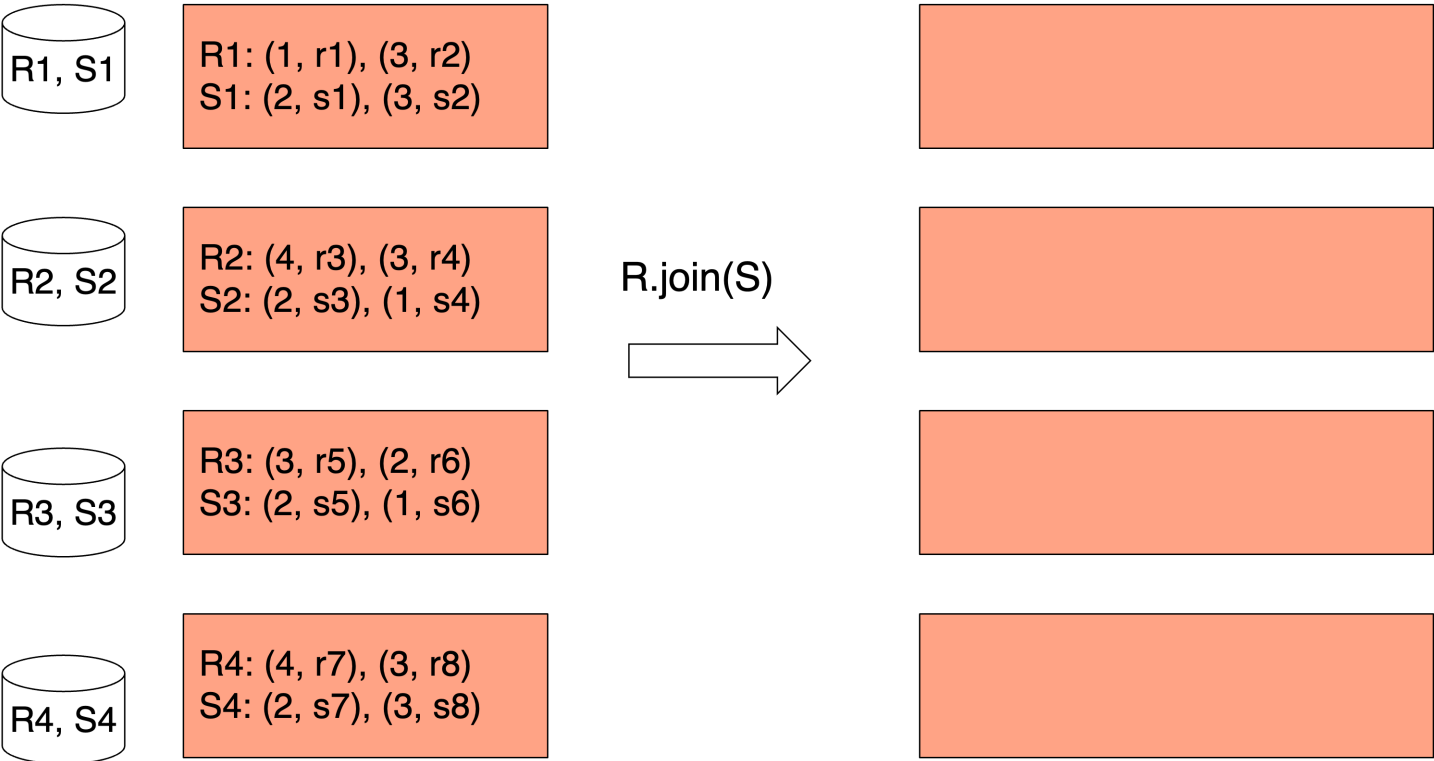 R1, S1
R1: (1, r1), (3, r2)
S1: (2, s1), (3, s2)
R2, S2
R2: (4, r3), (3, r4)
S2: (2, s3), (1, s4)
R.join(S)
R3, S3
R3: (3, r5), (2, r6)
S3: (2, s5), (1, s6)
R4, S4
R4: (4, r7), (3, r8)
S4: (2, s7), (3, s8)